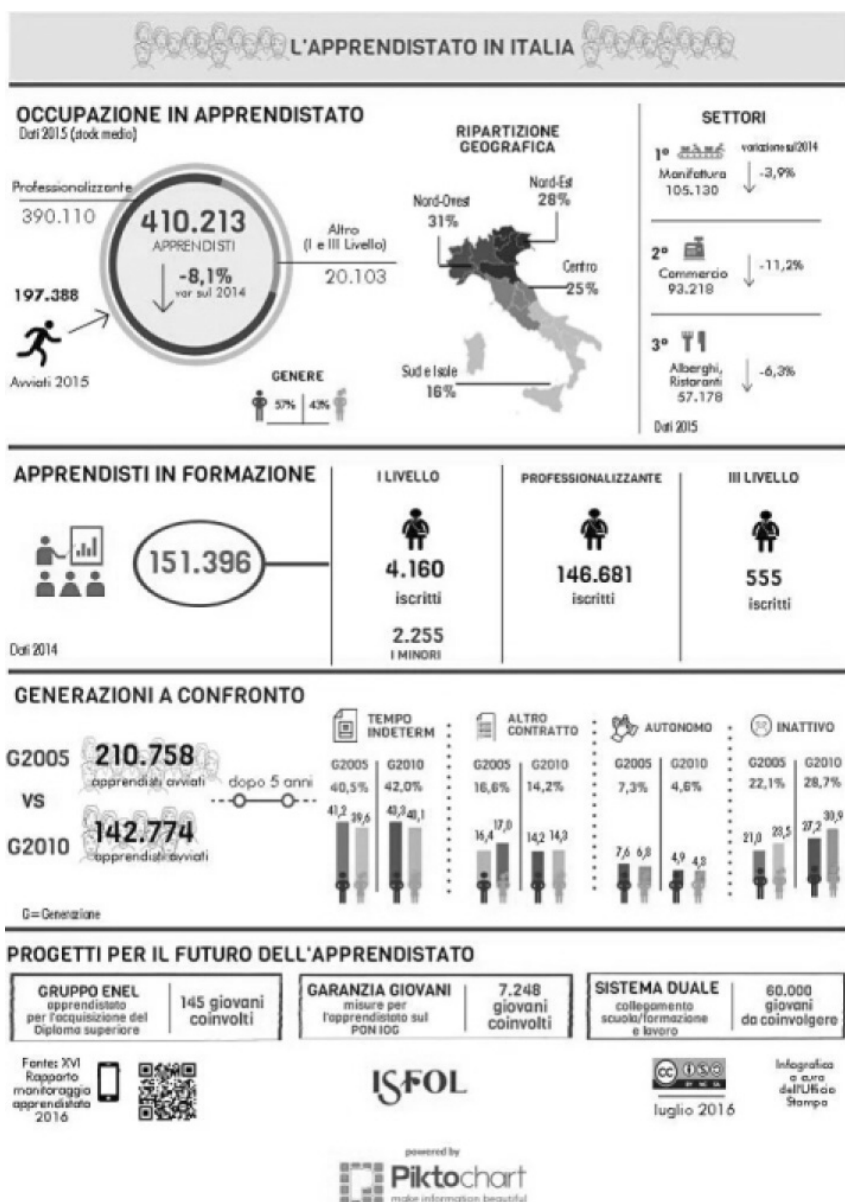 L'APPRENDISTATO IN ITALIA
OCCUPAZIONE IN APPRENDISTATO
Dati 2015 (stock medio)
Professionalizzante
390.110
410.213
APPRENDISTI
-8,1%
var sul 2014
Altro
(I e III Livello)
20.103
197.388
Avviati 2015
GENERE
57% 43%
RIPARTIZIONE
GEOGRAFICA
Nord-Ovest
31%
Nord-Est
28%
Centro
25%
Sud e Isole
16%
SETTORI
variazione sul 2014
1°
Manifattura
105.130
-3,9%
2°
Commercio
93.218
-11,2%
3°
Alberghi,
Ristoranti
57.178
-6,3%
Dati 2015
APPRENDISTI IN FORMAZIONE
151.396
Dati 2014
I LIVELLO
4.160
iscritti
2.255
I MINORI
PROFESSIONALIZZANTE
146.681
iscritti
III LIVELLO
555
iscritti
GENERAZIONI A CONFRONTO
G2005
210.758
apprendisti avviati
VS
G2010
142.774
apprendisti avviati
dopo 5 anni
G=Generazione
TEMPO
INDETERM
G2005 G2010
40,5% 42,0%
41,2 39,6 43,3 40,1
ALTRO
CONTRATTO
G2005 G2010
16,6% 14,2%
16,4 17,0 14,2 14,3
AUTONOMO
G2005 G2010
7,3% 4,6%
7,6 6,8 4,9 4,3
INATTIVO
G2005 G2010
22,1% 28,7%
21,0 23,5 27,2 30,9
PROGETTI PER IL FUTURO DELL'APPRENDISTATO
GRUPPO ENEL
apprendistato
per l'acquisizione del
Diploma superiore
145 giovani
coinvolti
GARANZIA GIOVANI
misure per
l'apprendistato sul
PON IOG
7.248
giovani
coinvolti
SISTEMA DUALE
collegamento
scuola/formazione
e lavoro
60.000
giovani
da coinvolgere
Fonte: XVI
Rapporto
monitoraggio
apprendistato
2016
ISFOL
CC
BY NC SA
luglio 2016
Infografica
a cura
dell'Ufficio
Stampa
powered by
Piktochart
make information beautiful